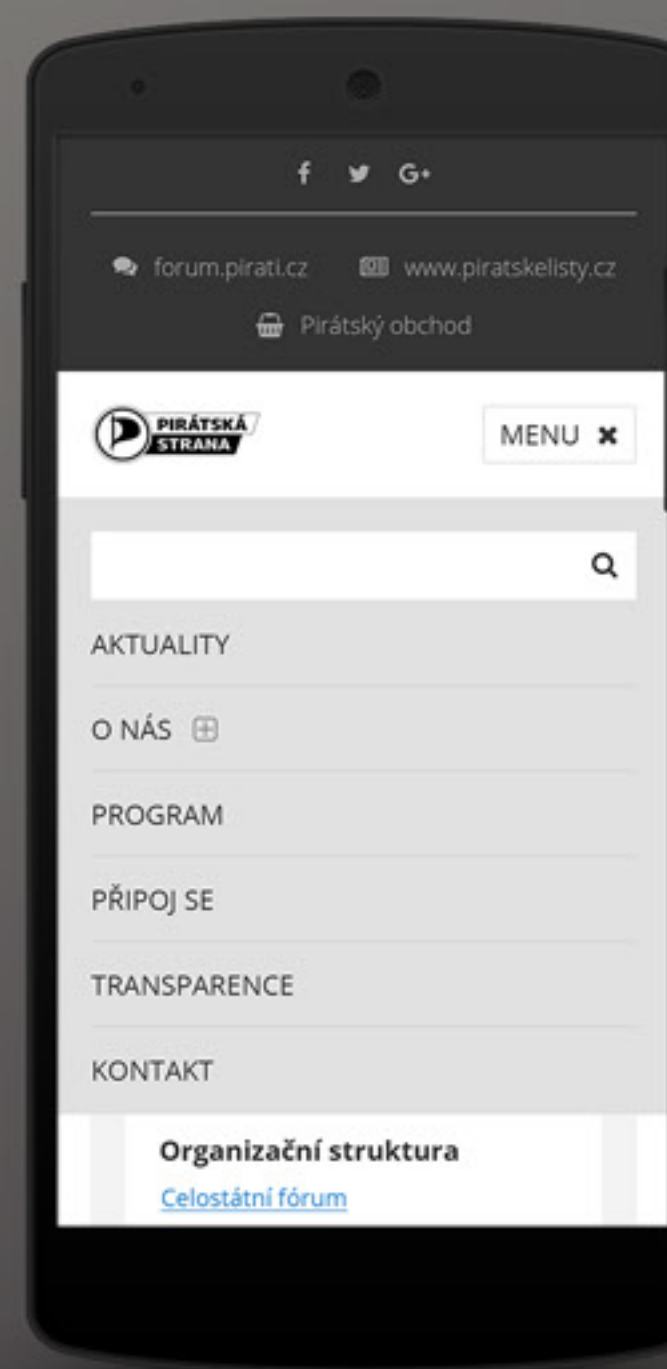 f G+
forum.pirati.cz www.piratskelisty.cz
Pirátský obchod
PIRÁTSKÁ
STRANA
MENU
AKTUALITY
O NÁS
PROGRAM
PŘIPOJ SE
TRANSPARENCE
KONTAKT
Organizační struktura
Celostátní fórum